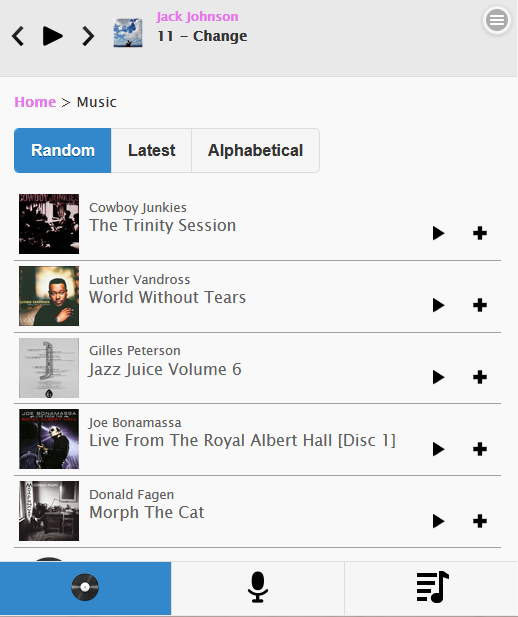 Jack Johnson
11 - Change
Home > Music
Random Latest Alphabetical
COWBOY JUNKIES
Cowboy Junkies
The Trinity Session
Luther Vandross
World Without Tears
Gilles Peterson
Jazz Juice Volume 6
JOE BONAMASSA
Joe Bonamassa
Live From The Royal Albert Hall [Disc 1]
Donald Fagen
Morph The Cat